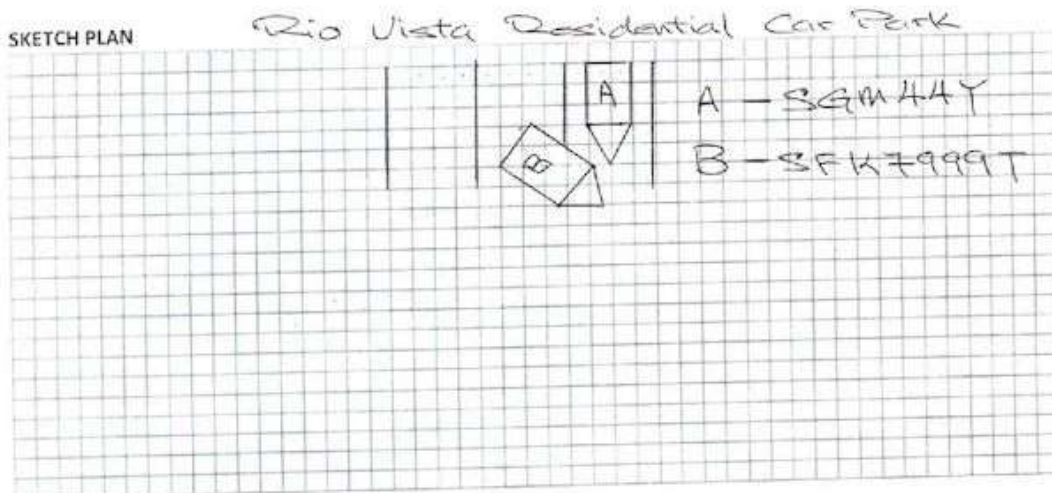 SKETCH PLAN Rio Vista Residential Car Park
A A - SGM44Y
B B - SFK7999T